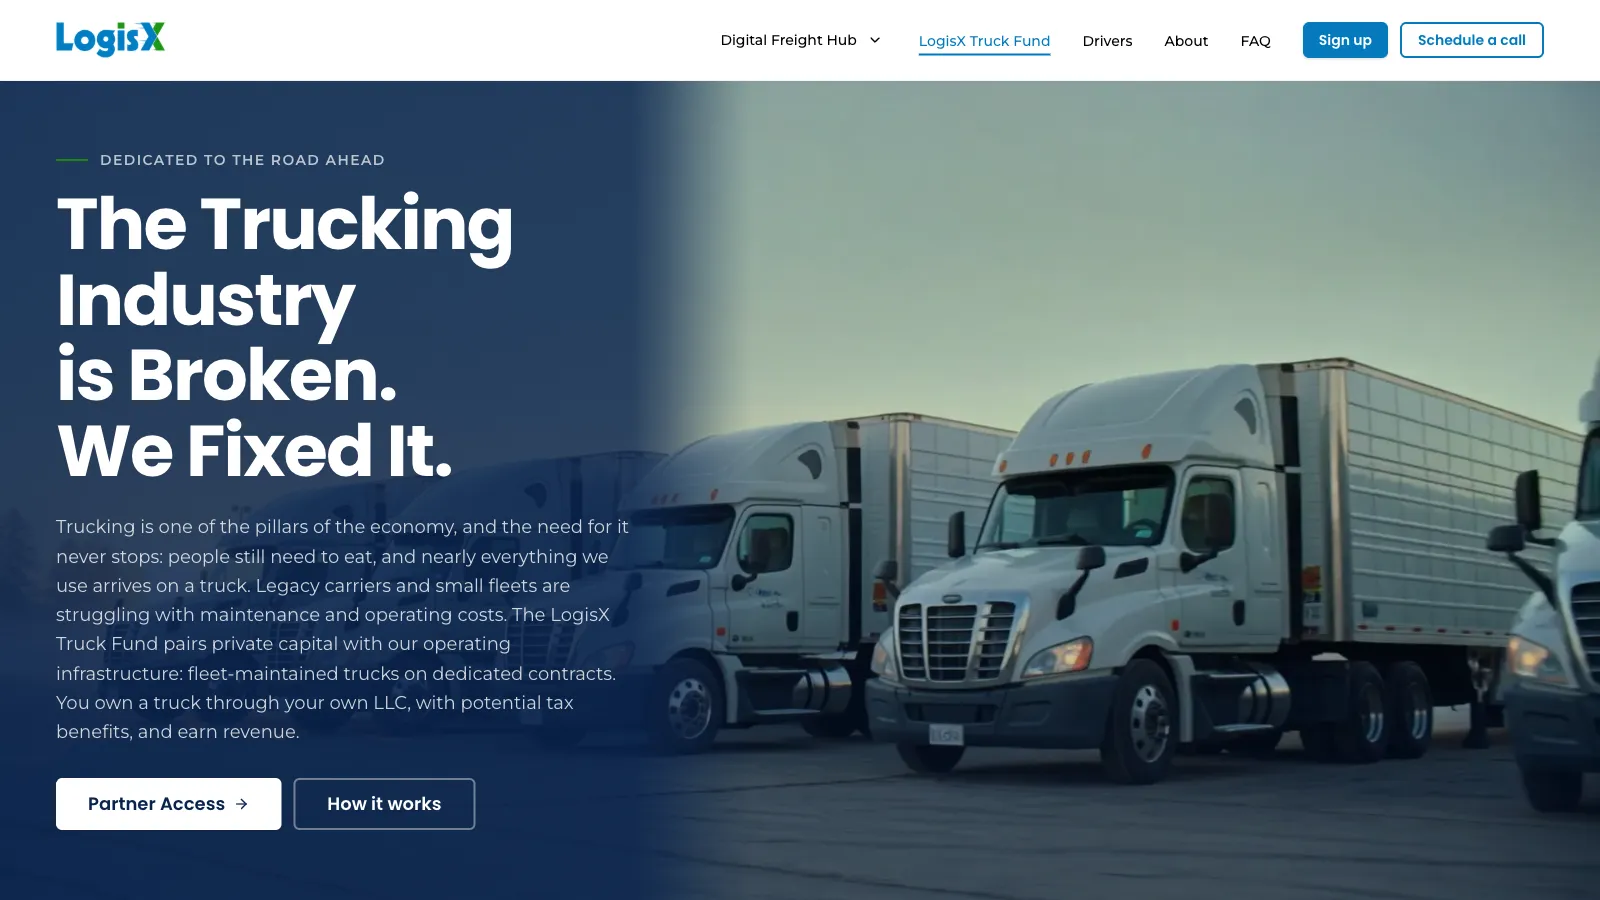 LogisX
Digital Freight Hub
LogisX Truck Fund
Drivers
About
FAQ
Sign up
Schedule a call
DEDICATED TO THE ROAD AHEAD
The Trucking
Industry
is Broken.
We Fixed It.
Trucking is one of the pillars of the economy, and the need for it
never stops: people still need to eat, and nearly everything we
use arrives on a truck. Legacy carriers and small fleets are
struggling with maintenance and operating costs. The LogisX
Truck Fund pairs private capital with our operating
infrastructure: fleet-maintained trucks on dedicated contracts.
You own a truck through your own LLC, with potential tax
benefits, and earn revenue.
Partner Access
How it works